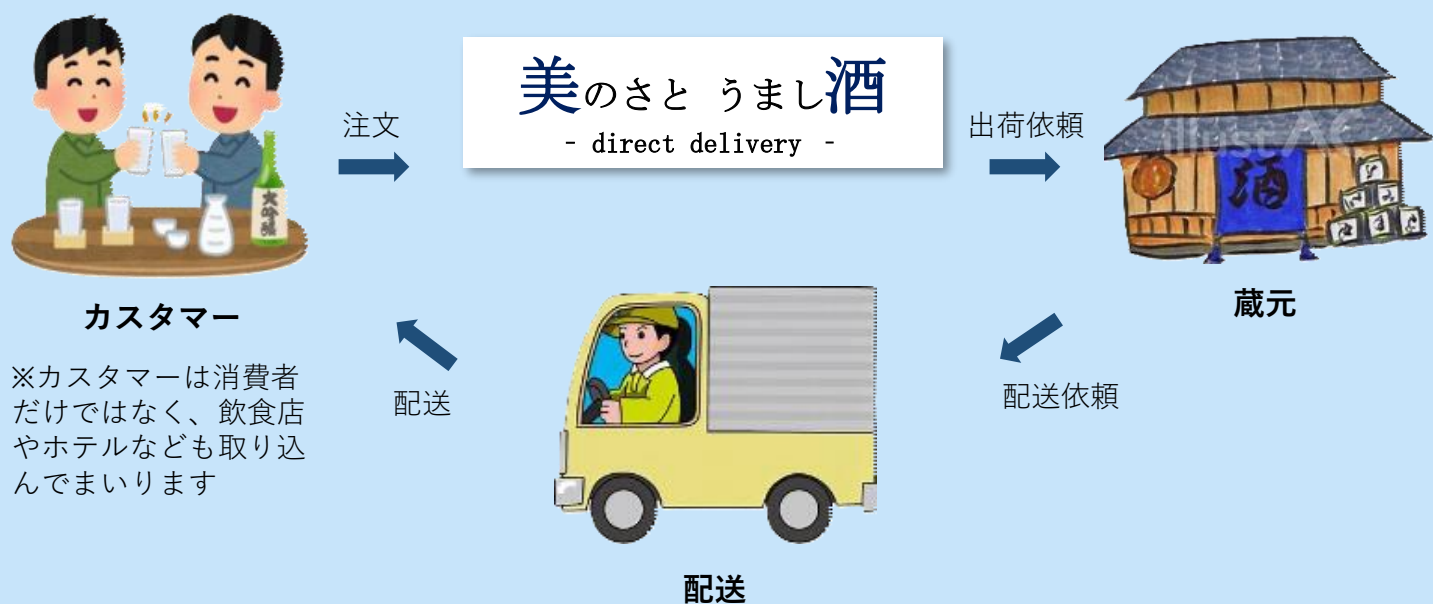 美のさと うまし酒
- direct delivery -
注文
出荷依頼
illust AC
酒
大吟醸
カスタマー
蔵元
※カスタマーは消費者
だけではなく、飲食店
やホテルなども取り込
んでまいります
配送
配送依頼
配送